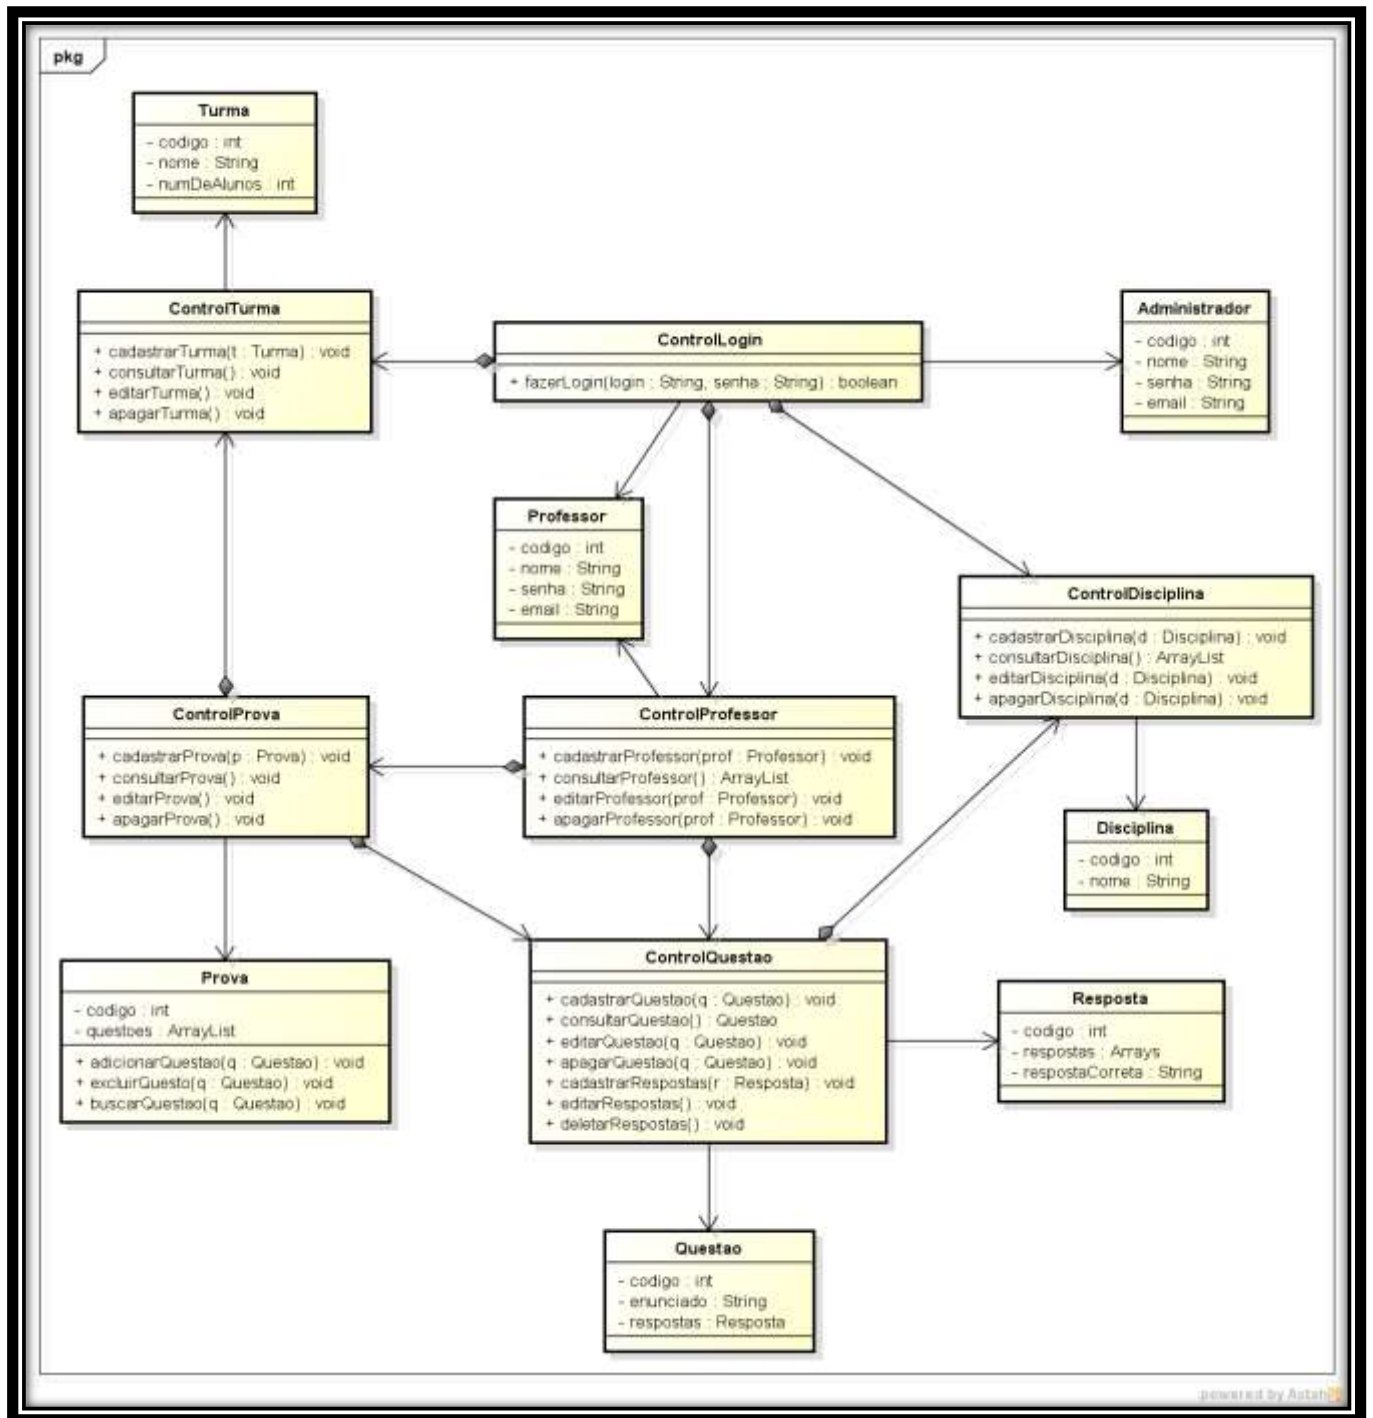 pkg
Turma
- codigo : int
- nome : String
- numDeAlunos : int
ControlTurma
+ cadastrarTurma(t : Turma) : void
+ consultarTurma() : void
+ editarTurma() : void
+ apagarTurma() : void
ControlLogin
+ fazerLogin(login : String, senha : String) : boolean
Administrador
- codigo : int
- nome : String
- senha : String
- email : String
Professor
- codigo : int
- nome : String
- senha : String
- email : String
ControlDisciplina
+ cadastrarDisciplina(d : Disciplina) : void
+ consultarDisciplina() : ArrayList
+ editarDisciplina(d : Disciplina) : void
+ apagarDisciplina(d : Disciplina) : void
ControlProva
+ cadastrarProva(p : Prova) : void
+ consultarProva() : void
+ editarProva() : void
+ apagarProva() : void
ControlProfessor
+ cadastrarProfessor(prof : Professor) : void
+ consultarProfessor() : ArrayList
+ editarProfessor(prof : Professor) : void
+ apagarProfessor(prof : Professor) : void
Disciplina
- codigo : int
- nome : String
Prova
- codigo : int
- questoes : ArrayList
+ adicionarQuestao(q : Questao) : void
+ excluirQuesto(q : Questao) : void
+ buscarQuestao(q : Questao) : void
ControlQuestao
+ cadastrarQuestao(q : Questao) : void
+ consultarQuestao() : Questao
+ editarQuestao(q : Questao) : void
+ apagarQuestao(q : Questao) : void
+ cadastrarRespostas(r : Resposta) : void
+ editarRespostas() : void
+ deletarRespostas() : void
Resposta
- codigo : int
- respostas : Arrays
- respostaCorreta : String
Questao
- codigo : int
- enunciado : String
- respostas : Resposta
powered by Astah